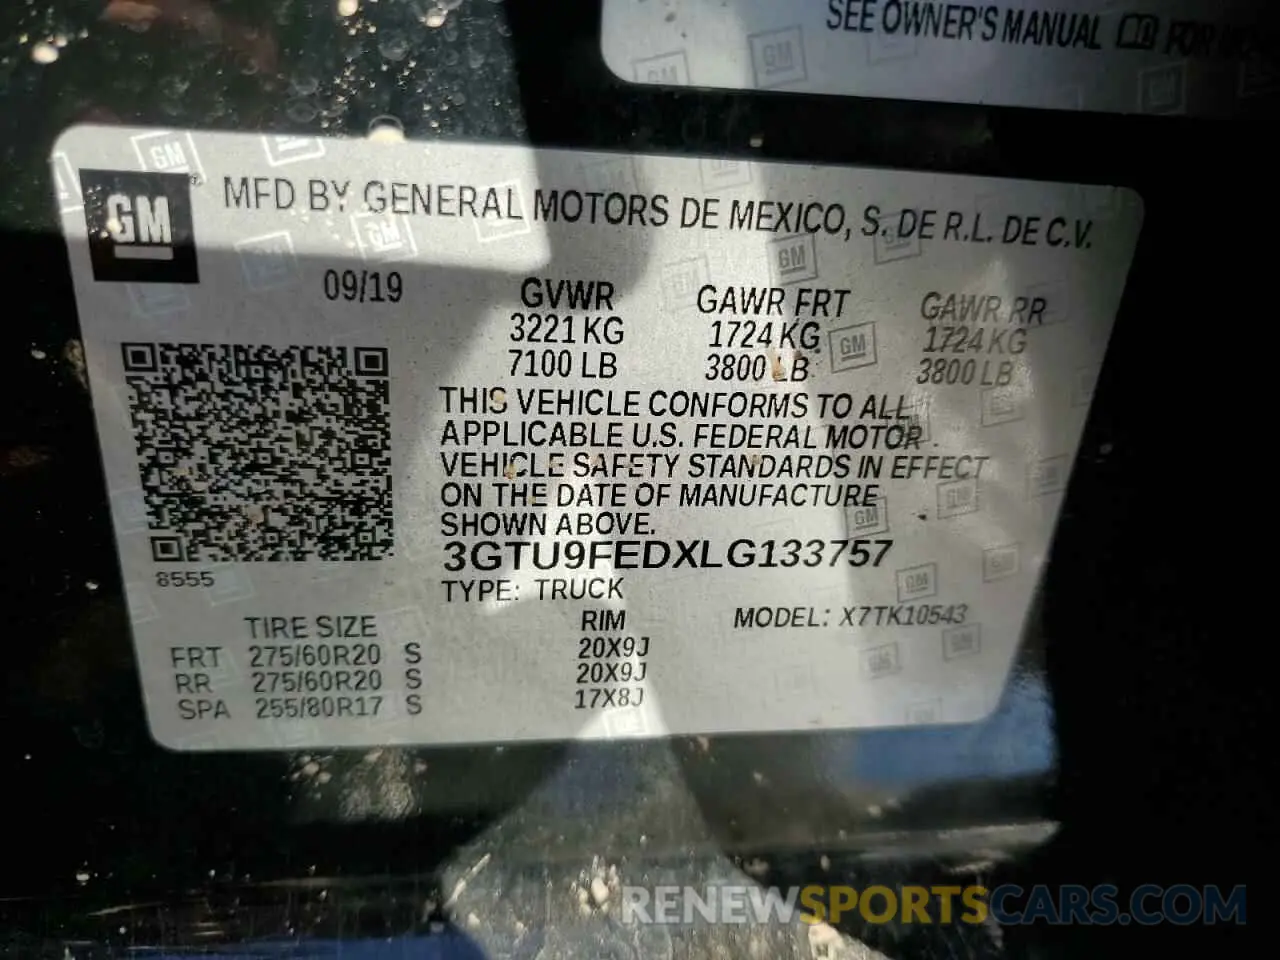 SEE OWNER'S MANUAL FOR
GM MFD BY GENERAL MOTORS DE MEXICO, S. DE R.L. DE C.V.
09/19 GVWR GAWR FRT GAWR RR
3221 KG 1724 KG 1724 KG
7100 LB 3800 LB 3800 LB
THIS VEHICLE CONFORMS TO ALL
APPLICABLE U.S. FEDERAL MOTOR
VEHICLE SAFETY STANDARDS IN EFFECT
ON THE DATE OF MANUFACTURE
SHOWN ABOVE.
3GTU9FEDXLG133757
8555
TYPE: TRUCK
TIRE SIZE RIM MODEL: X7TK10543
FRT 275/60R20 S 20X9J
RR 275/60R20 S 20X9J
SPA 255/80R17 S 17X8J
RENEWSPORTSCARS.COM